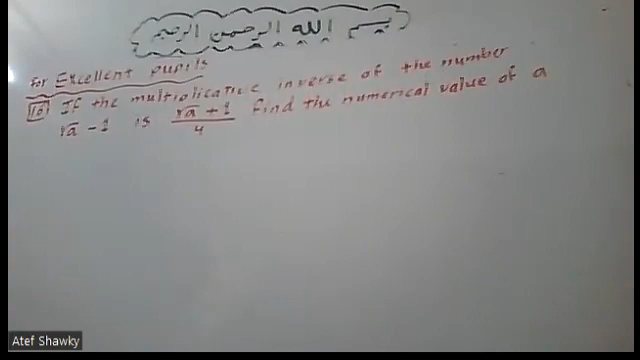 بسم الله الرحمن الرحيم
For Excellent pupils
16 If the multiplicative inverse of the number
√a - 1 is (√a + 1)/4 find the numerical value of a
Atef Shawky